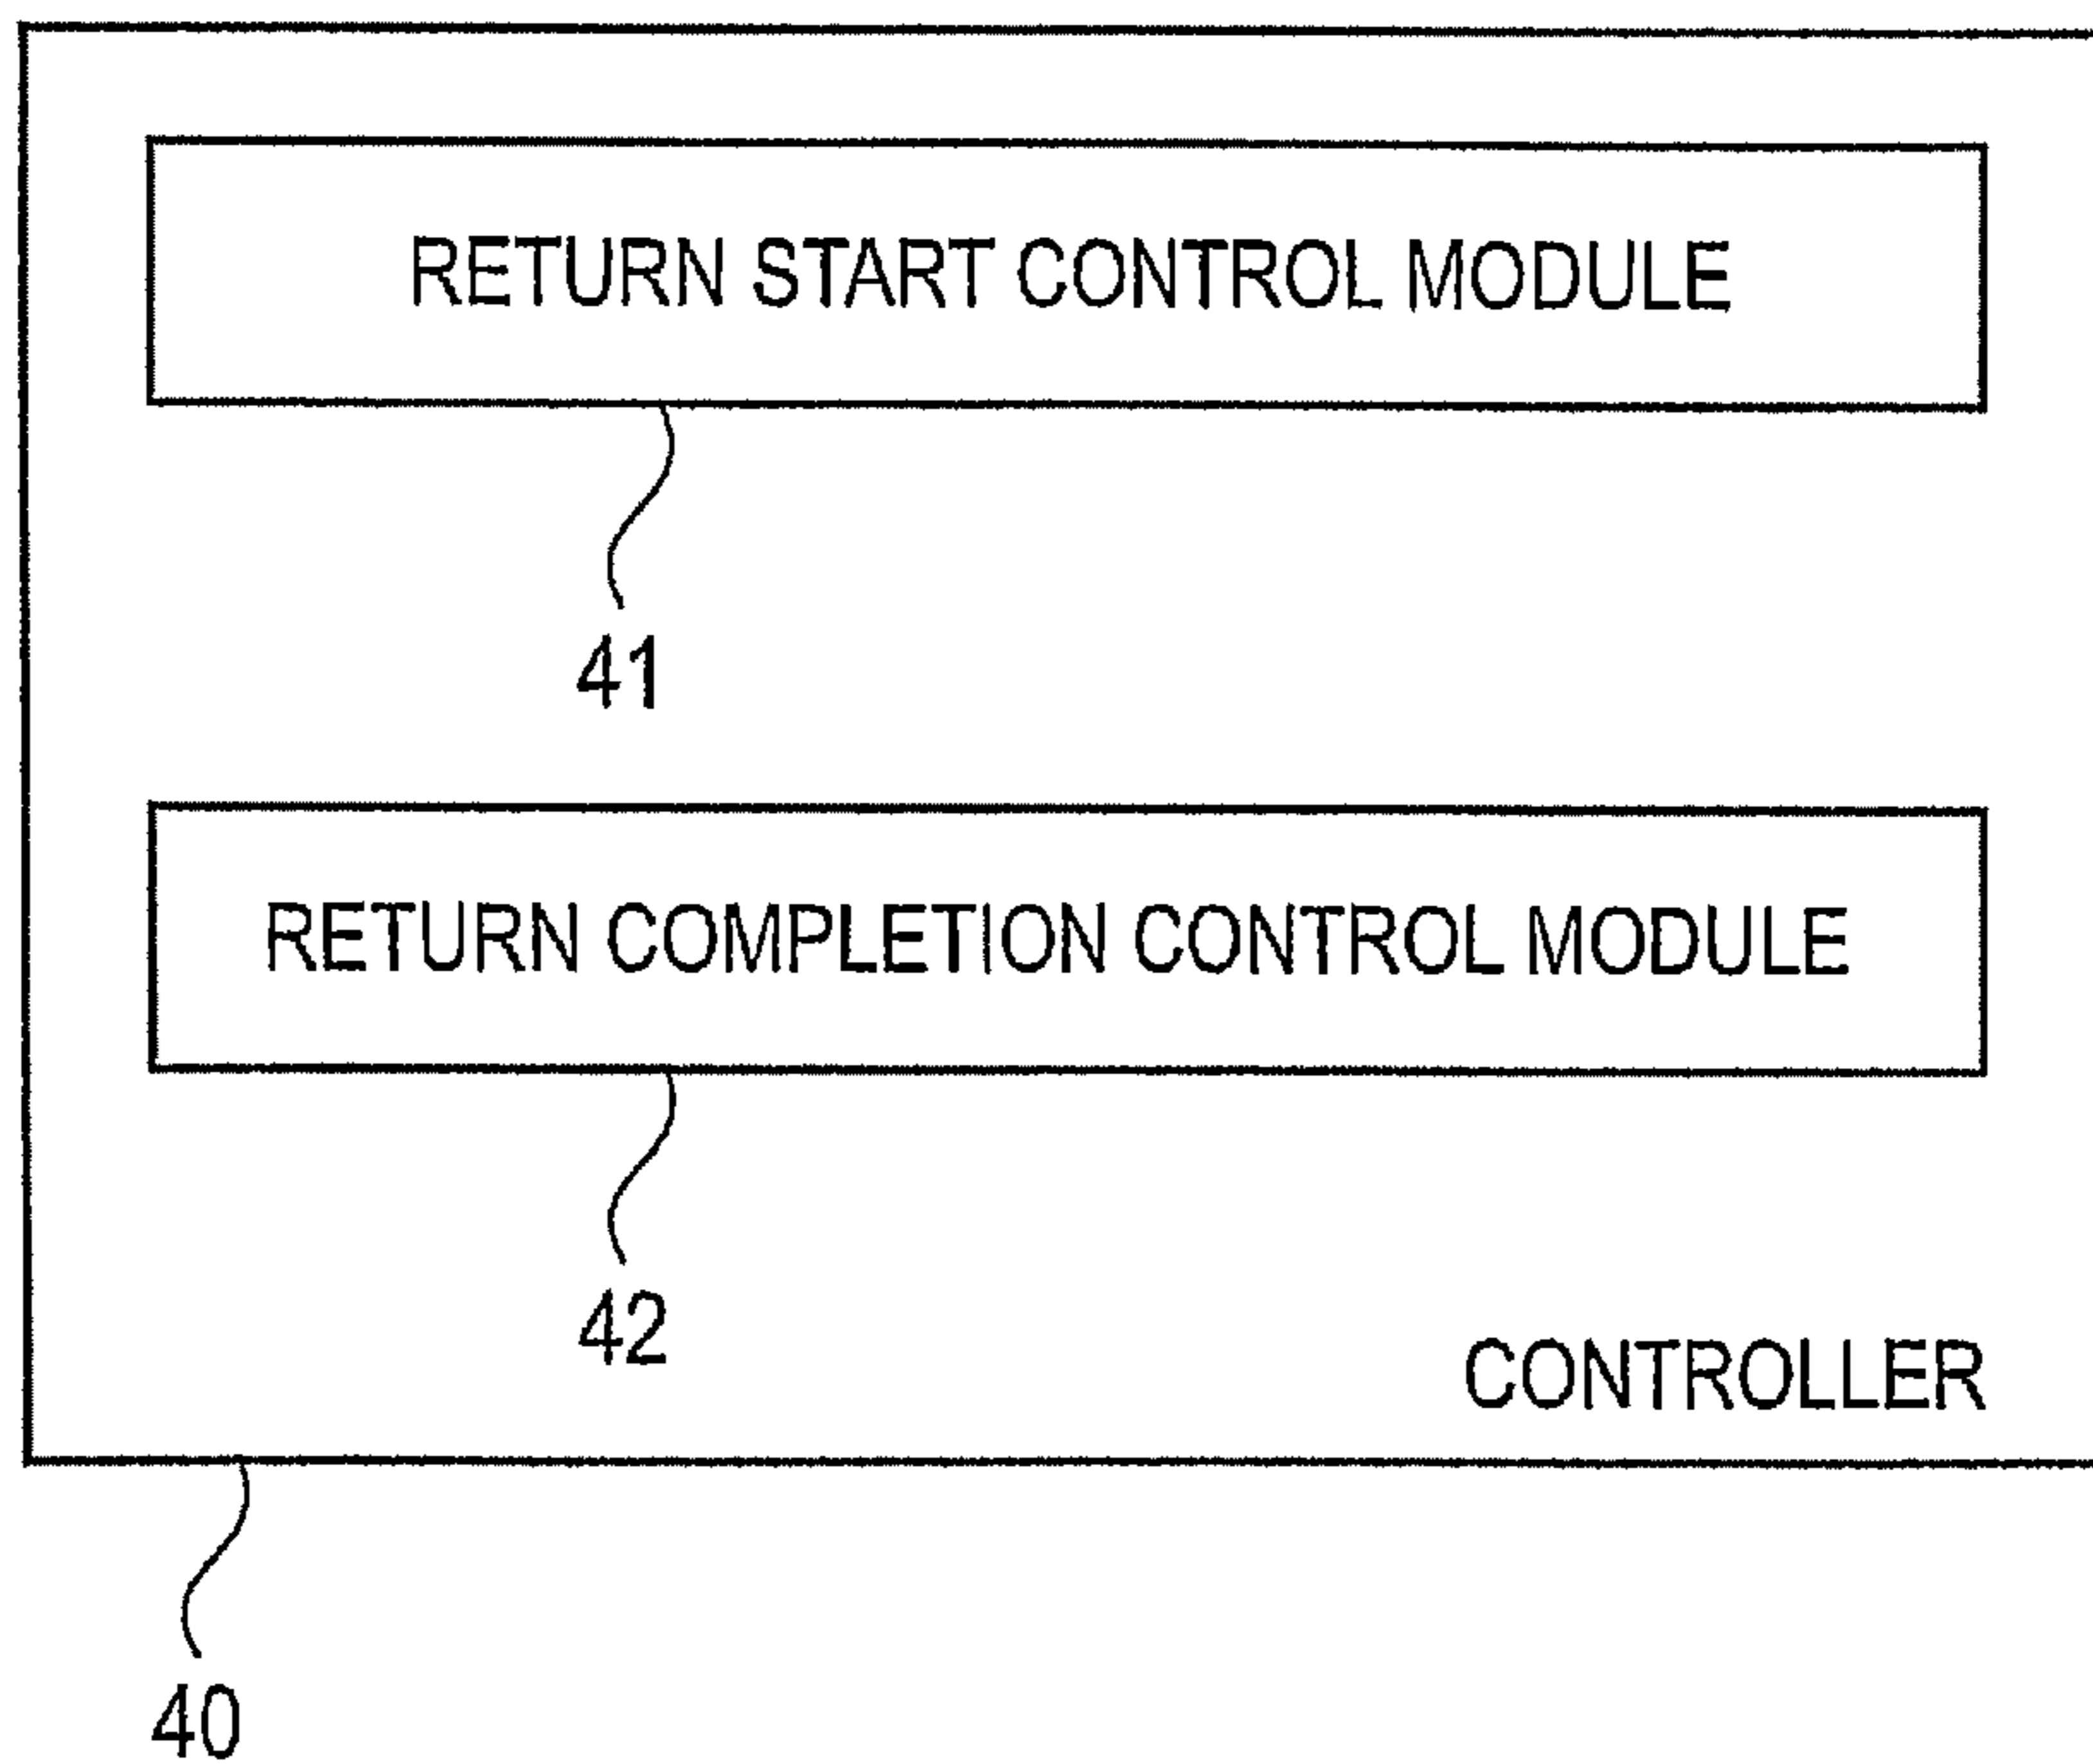 RETURN START CONTROL MODULE
41
RETURN COMPLETION CONTROL MODULE
42
CONTROLLER
40